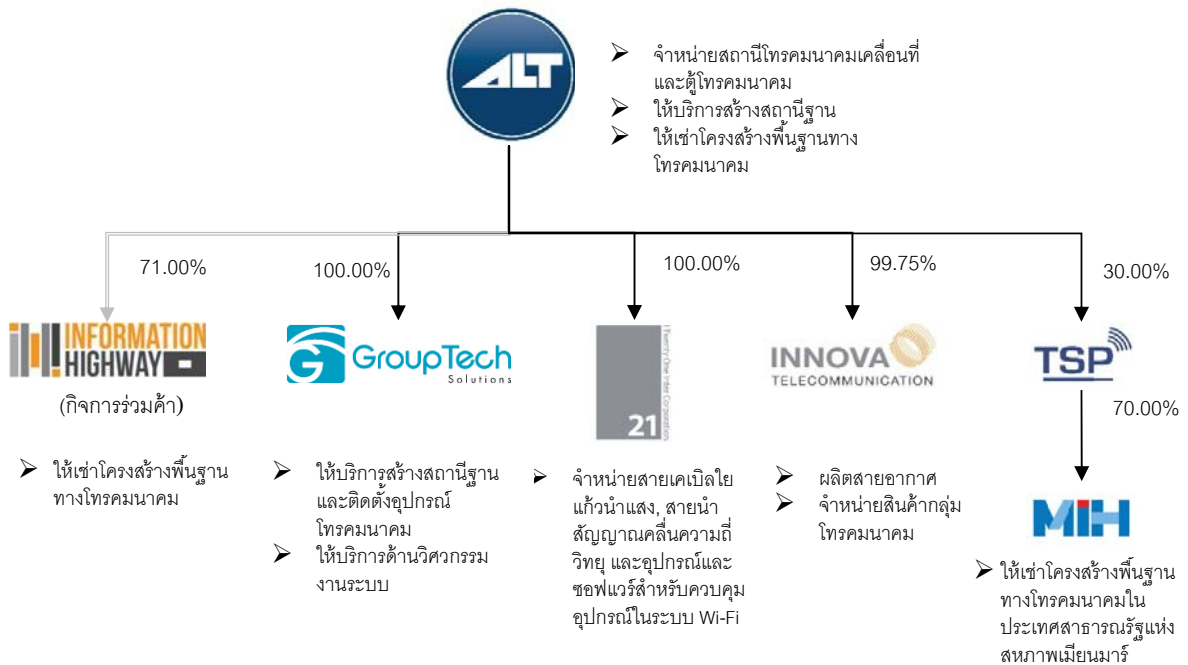 ALT
➢ จำหน่ายสถานีโทรคมนาคมเคลื่อนที่
และตู้โทรคมนาคม
➢ ให้บริการสร้างสถานีฐาน
➢ ให้เช่าโครงสร้างพื้นฐานทาง
โทรคมนาคม
71.00%
100.00%
100.00%
99.75%
30.00%
INFORMATION
HIGHWAY
(กิจการร่วมค้า)
➢ ให้เช่าโครงสร้างพื้นฐาน
ทางโทรคมนาคม
G GroupTech
Solutions
➢ ให้บริการสร้างสถานีฐาน
และติดตั้งอุปกรณ์
โทรคมนาคม
➢ ให้บริการด้านวิศวกรรม
งานระบบ
21
I Twenty One Inter Corporation
➢ จำหน่ายสายเคเบิลใย
แก้วนำแสง, สายนำ
สัญญาณคลื่นความถี่
วิทยุ และอุปกรณ์และ
ซอฟแวร์สำหรับควบคุม
อุปกรณ์ในระบบ Wi-Fi
INNOVA
TELECOMMUNICATION
➢ ผลิตสายอากาศ
➢ จำหน่ายสินค้ากลุ่ม
โทรคมนาคม
TSP
70.00%
MIH
➢ ให้เช่าโครงสร้างพื้นฐาน
ทางโทรคมนาคมใน
ประเทศสาธารณรัฐแห่ง
สหภาพเมียนมาร์